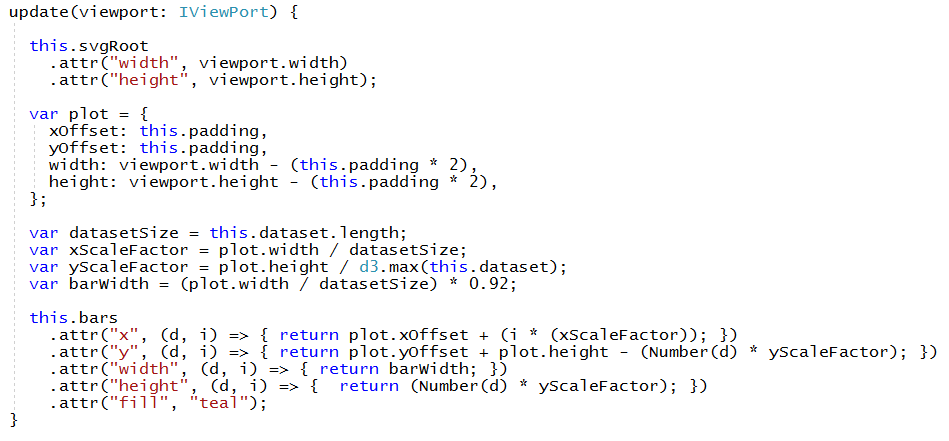 update(viewport: IViewPort) {
this.svgRoot
.attr("width", viewport.width)
.attr("height", viewport.height);
var plot = {
xOffset: this.padding,
yOffset: this.padding,
width: viewport.width - (this.padding * 2),
height: viewport.height - (this.padding * 2),
};
var datasetSize = this.dataset.length;
var xScaleFactor = plot.width / datasetSize;
var yScaleFactor = plot.height / d3.max(this.dataset);
var barWidth = (plot.width / datasetSize) * 0.92;
this.bars
.attr("x", (d, i) => { return plot.xOffset + (i * (xScaleFactor)); })
.attr("y", (d, i) => { return plot.yOffset + plot.height - (Number(d) * yScaleFactor); })
.attr("width", (d, i) => { return barWidth; })
.attr("height", (d, i) => {  return (Number(d) * yScaleFactor); })
.attr("fill", "teal");
}